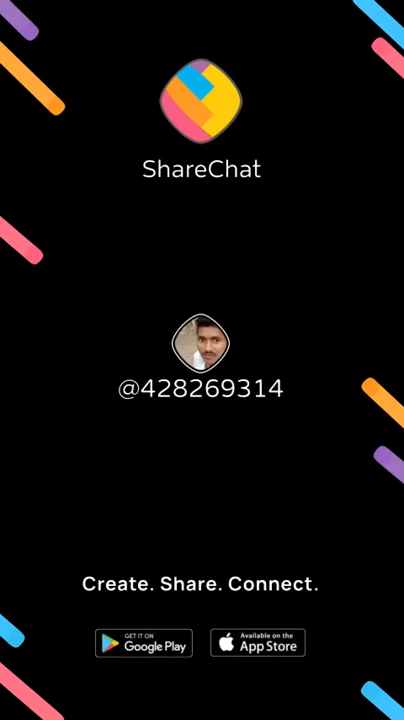 ShareChat
@428269314
Create. Share. Connect.
GET IT ON
Google Play
Available on the
App Store